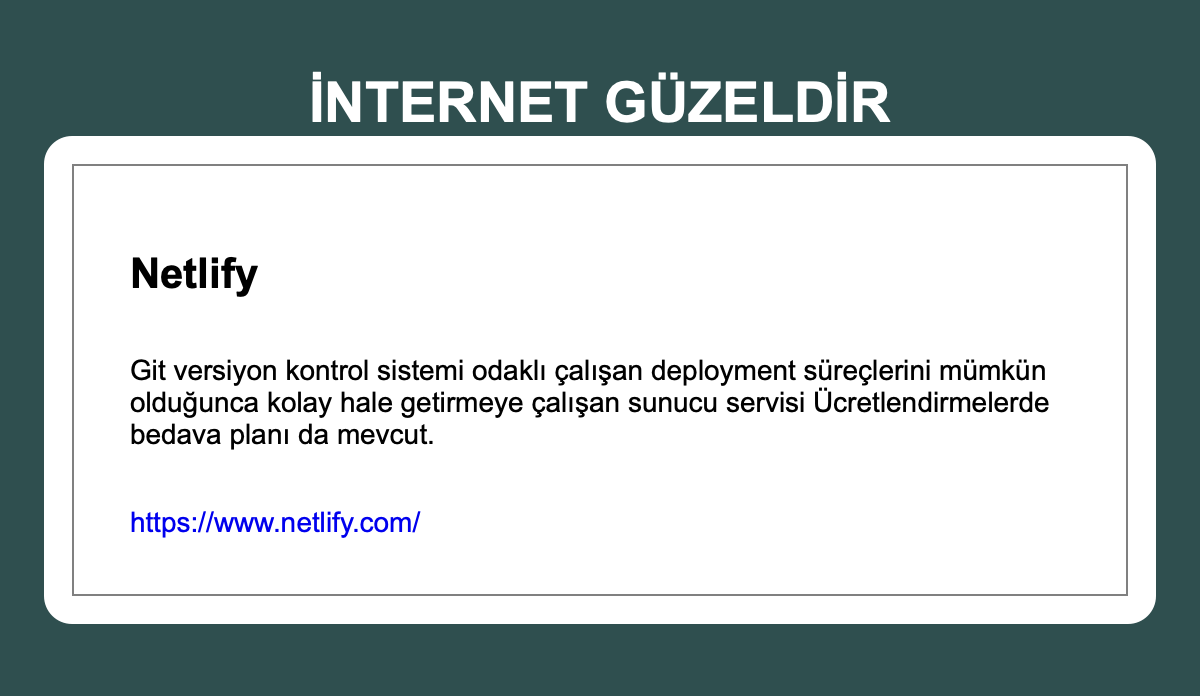 İNTERNET GÜZELDİR
Netlify
Git versiyon kontrol sistemi odaklı çalışan deployment süreçlerini mümkün
olduğunca kolay hale getirmeye çalışan sunucu servisi Ücretlendirmelerde
bedava planı da mevcut.
https://www.netlify.com/